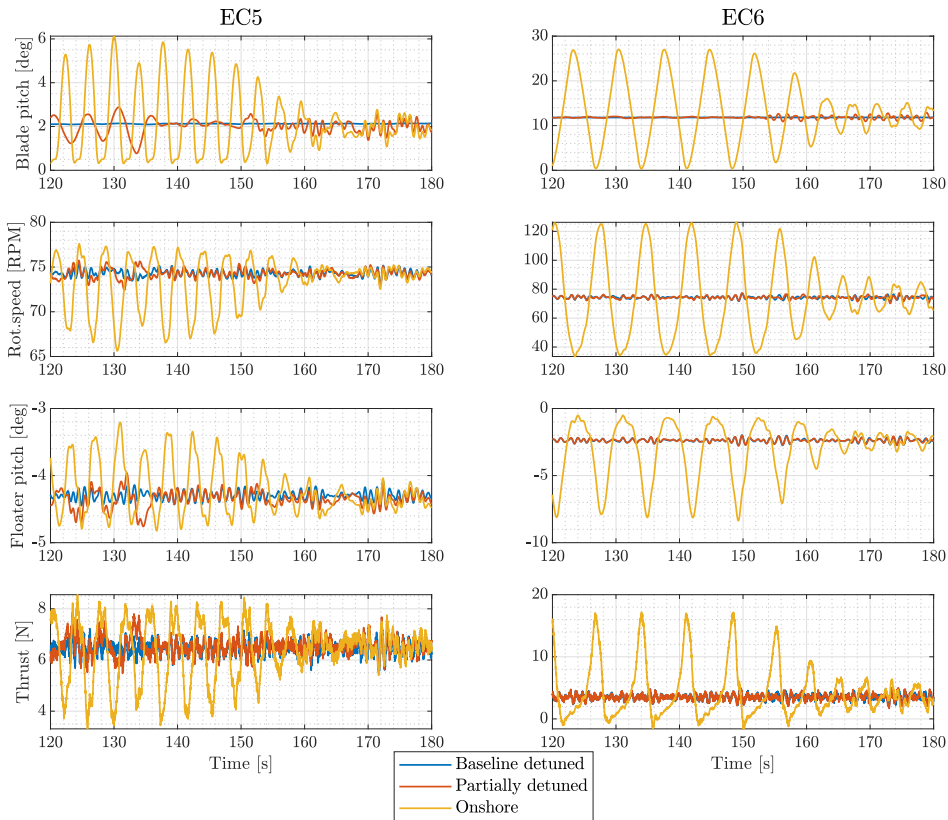 EC5
EC6
Blade pitch [deg]
6
4
2
0
120 130 140 150 160 170 180
30
20
10
0
120 130 140 150 160 170 180
Rot.speed [RPM]
80
75
70
65
120 130 140 150 160 170 180
120
100
80
60
40
120 130 140 150 160 170 180
Floater pitch [deg]
-3
-4
-5
120 130 140 150 160 170 180
0
-5
-10
120 130 140 150 160 170 180
Thrust [N]
8
6
4
120 130 140 150 160 170 180
Time [s]
20
10
0
120 130 140 150 160 170 180
Time [s]
Baseline detuned
Partially detuned
Onshore